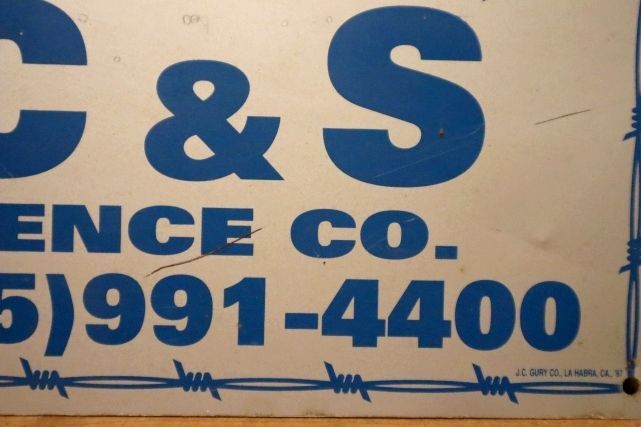 C & S
ENCE CO.
5)991-4400
J.C. GURY CO., LA HABRA, CA., '97